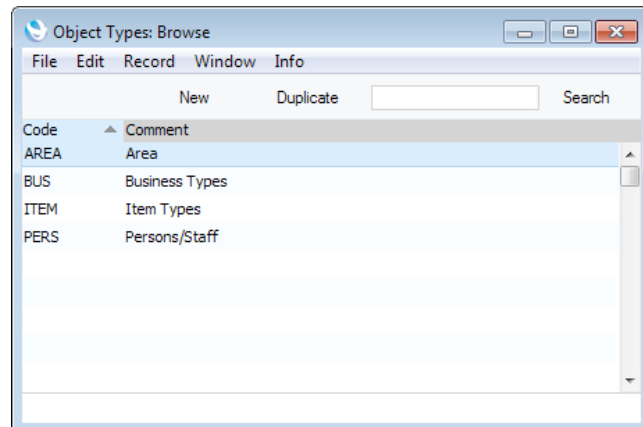 Object Types: Browse
File Edit Record Window Info
New Duplicate Search
Code Comment
AREA Area
BUS Business Types
ITEM Item Types
PERS Persons/Staff